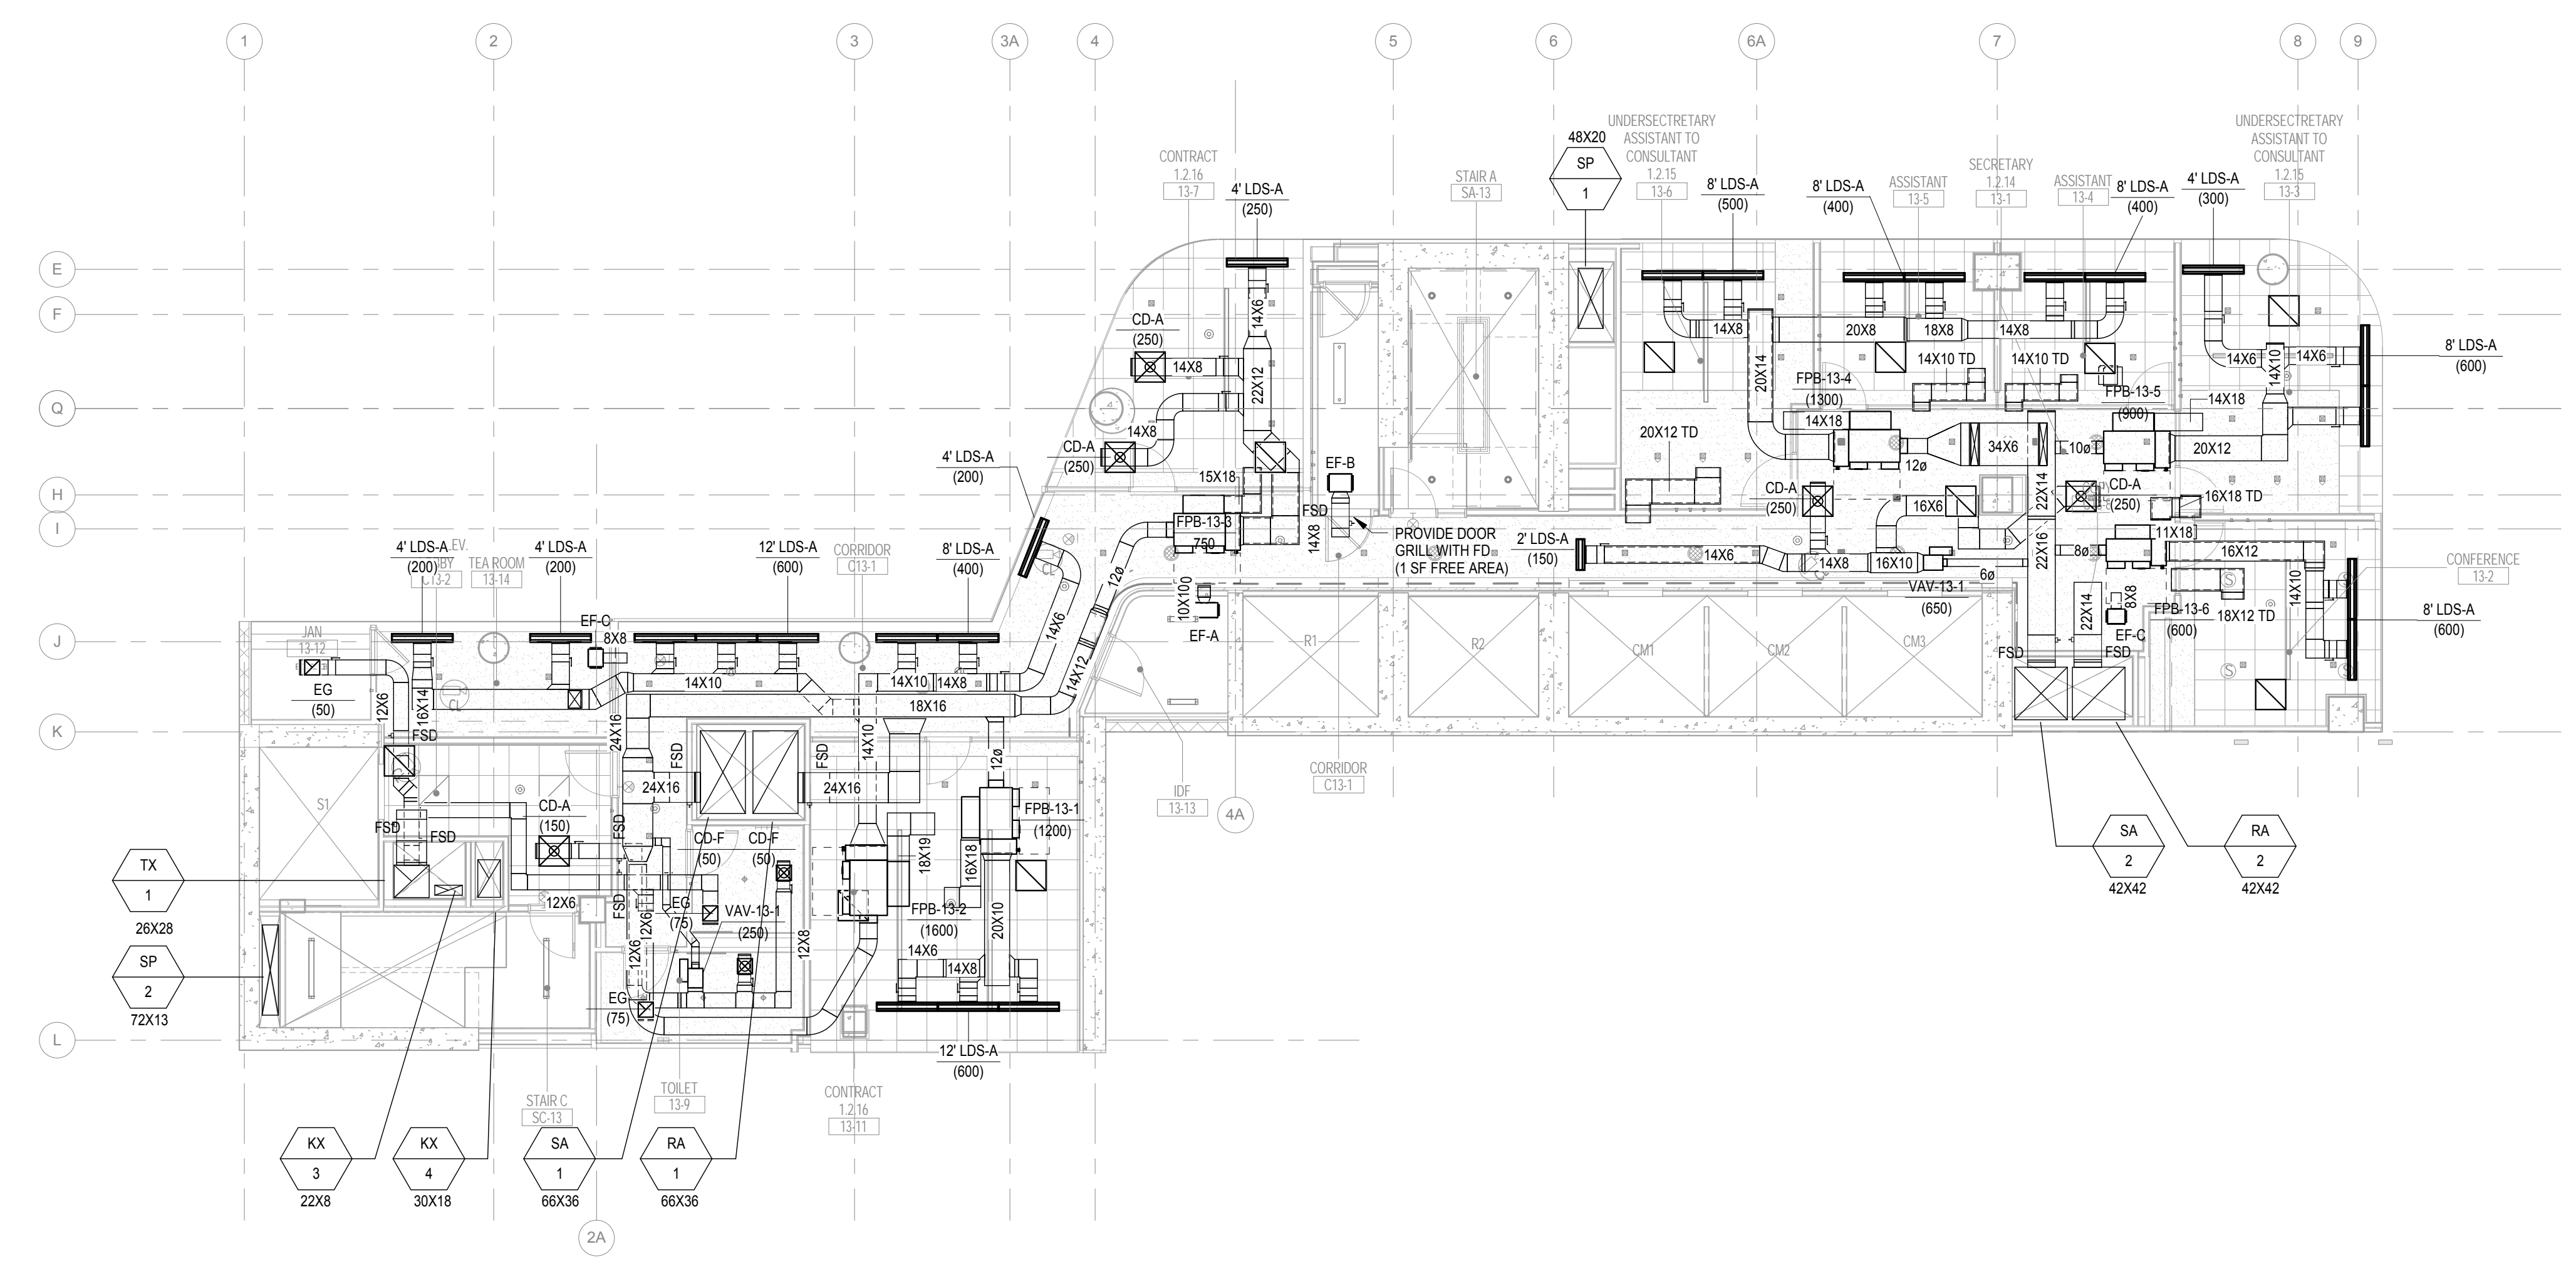 1
2
3
3A
4
5
6
6A
7
8
9
E
F
Q
H
I
J
K
L
2A
4A
48X20
SP
1
UNDERSECTRETARY
ASSISTANT TO
CONSULTANT
1.2.15
13-6
UNDERSECTRETARY
ASSISTANT TO
CONSULTANT
1.2.15
13-3
CONTRACT
1.2.16
13-7
4' LDS-A
(250)
STAIR A
SA-13
8' LDS-A
(500)
8' LDS-A
(400)
ASSISTANT
13-5
SECRETARY
1.2.14
13-1
ASSISTANT
13-4
8' LDS-A
(400)
4' LDS-A
(300)
CD-A
(250)
14X6
14X8
22X12
14X8
CD-A
(250)
15X18
14X8
20X14
20X8
18X8
14X8
14X10 TD
14X10 TD
FPB-13-4
(1300)
FPB-13-5
(900)
14X18
14X18
14X6
14X10
14X6
8' LDS-A
(600)
20X12 TD
34X6
12ø
10ø
20X12
22X14
CD-A
(250)
16X6
CD-A
(250)
16X18 TD
4' LDS-A
(200)
EF-B
FSD
14X8
PROVIDE DOOR
GRILL WITH FD
(1 SF FREE AREA)
FPB-13-3
750
2' LDS-A
(150)
14X6
14X8
16X10
VAV-13-1
(650)
6ø
22X16
8ø
11X18
16X12
14X10
CONFERENCE
13-2
8' LDS-A
(600)
8X8
22X14
FPB-13-6
(600)
18X12 TD
EF-C
FSD
FSD
4' LDS-A
(200)
C13-2
TEA ROOM
13-14
4' LDS-A
(200)
12' LDS-A
(600)
CORRIDOR
C13-1
8' LDS-A
(400)
12ø
10X100
EF-A
JAN
13-12
EG
(50)
12X6
16X14
FSD
CL
CL
EF-C
8X8
14X10
14X10
14X8
18X16
14X6
14X12
R1
R2
CM1
CM2
CM3
S
S
S
S
24X16
FSD
FSD
14X10
12ø
24X16
24X16
S1
IDF
13-13
CORRIDOR
C13-1
CD-A
(150)
FSD
FSD
FSD
CD-F
(50)
CD-F
(50)
FPB-13-1
(1200)
18X19
16X18
TX
1
26X28
SP
2
72X13
12X6
FSD
12X6
12X6
EG
(75)
VAV-13-1
(250)
12X8
FPB-13-2
(1600)
20X10
14X6
14X8
EG
(75)
12' LDS-A
(600)
SA
2
42X42
RA
2
42X42
STAIR C
SC-13
TOILET
13-9
CONTRACT
1.2.16
13-11
KX
3
22X8
KX
4
30X18
SA
1
66X36
RA
1
66X36